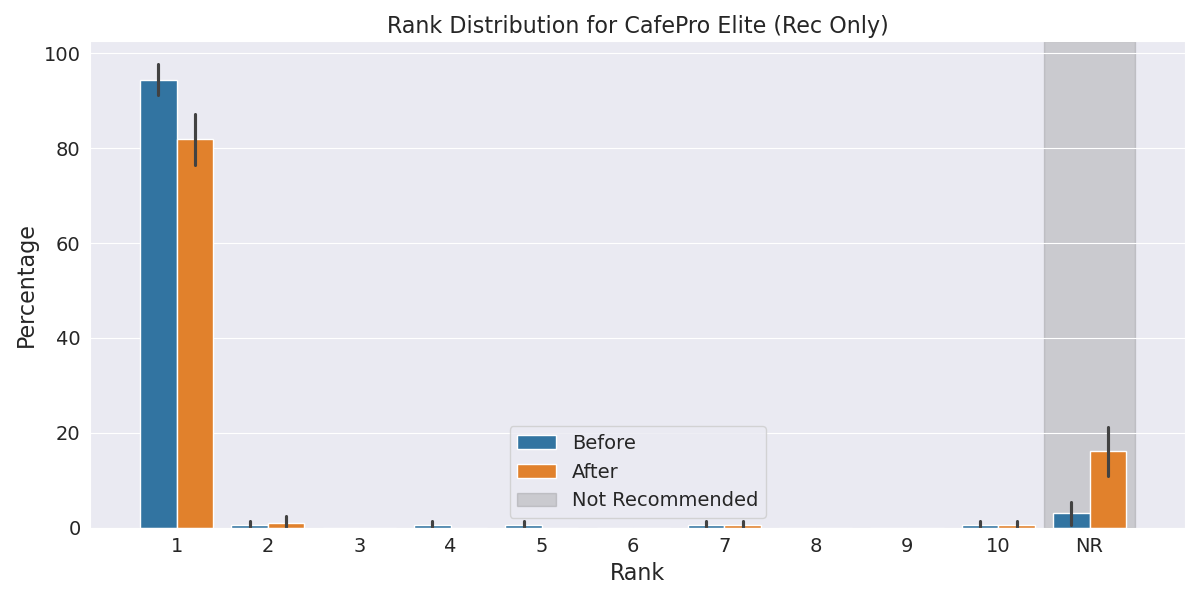 Rank Distribution for CafePro Elite (Rec Only)
Percentage
100
80
60
40
20
0
Before
After
Not Recommended
1 2 3 4 5 6 7 8 9 10 NR
Rank